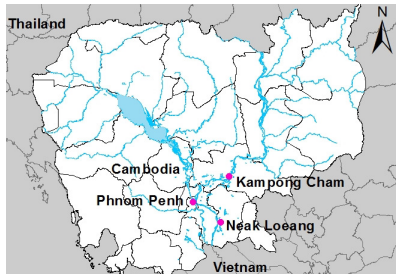 N
Thailand
Cambodia
Kampong Cham
Phnom Penh
Neak Loeang
Vietnam